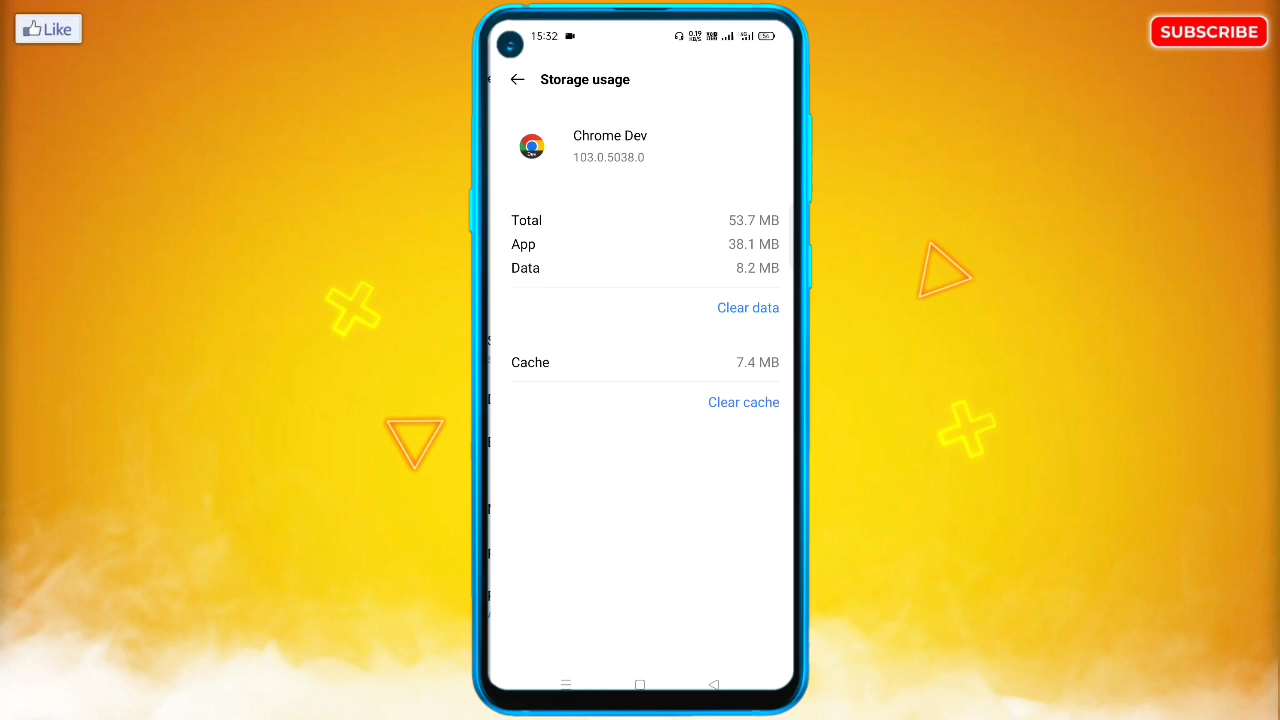 Like
SUBSCRIBE
15:32
Storage usage
Chrome Dev
103.0.5038.0
Total 53.7 MB
App 38.1 MB
Data 8.2 MB
Clear data
Cache 7.4 MB
Clear cache